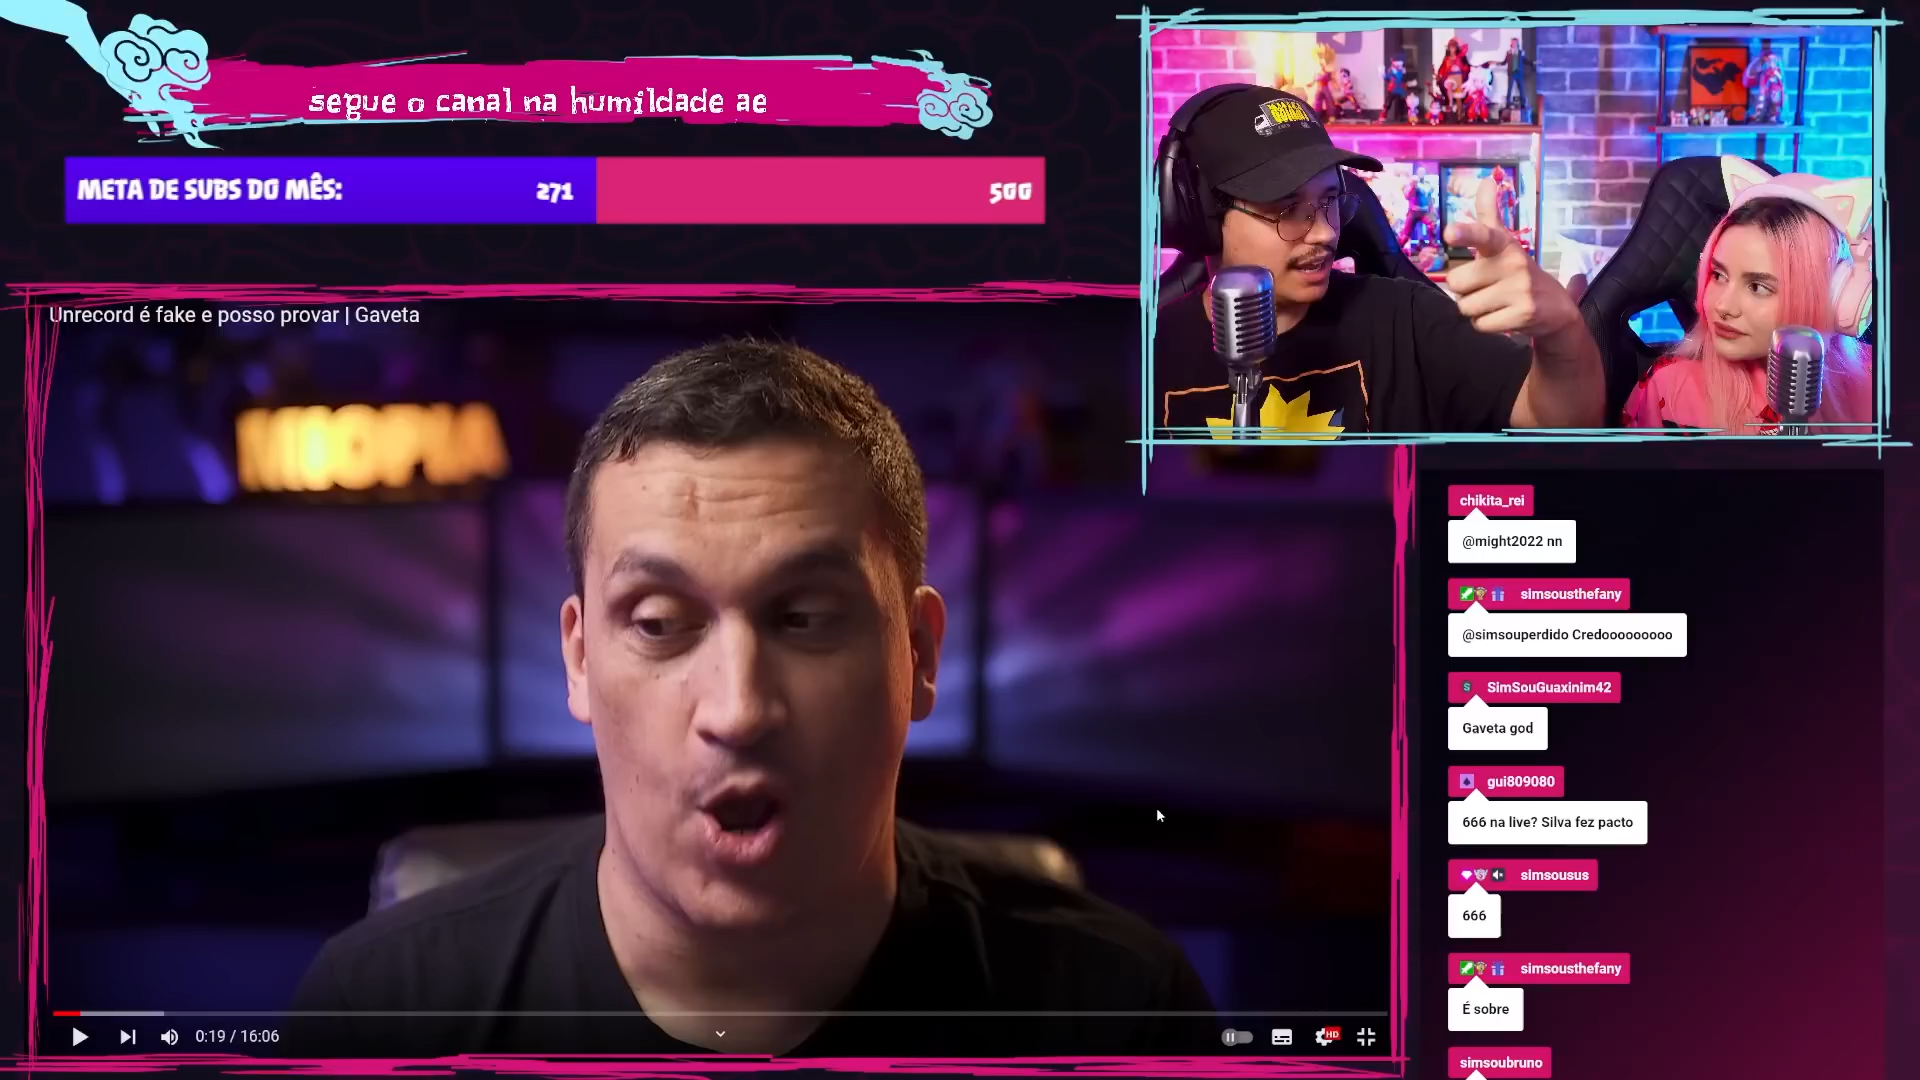 segue o canal na humildade ae
META DE SUBS DO MÊS: 271 500
Unrecord é fake e posso provar | Gaveta
chikita_rei
@might2022 nn
simsousthefany
@simsouperdido Credooooooooo
SimSouGuaxinim42
Gaveta god
gui809080
666 na live? Silva fez pacto
simsousus
666
simsousthefany
É sobre
simsoubruno
0:19 / 16:06
HD